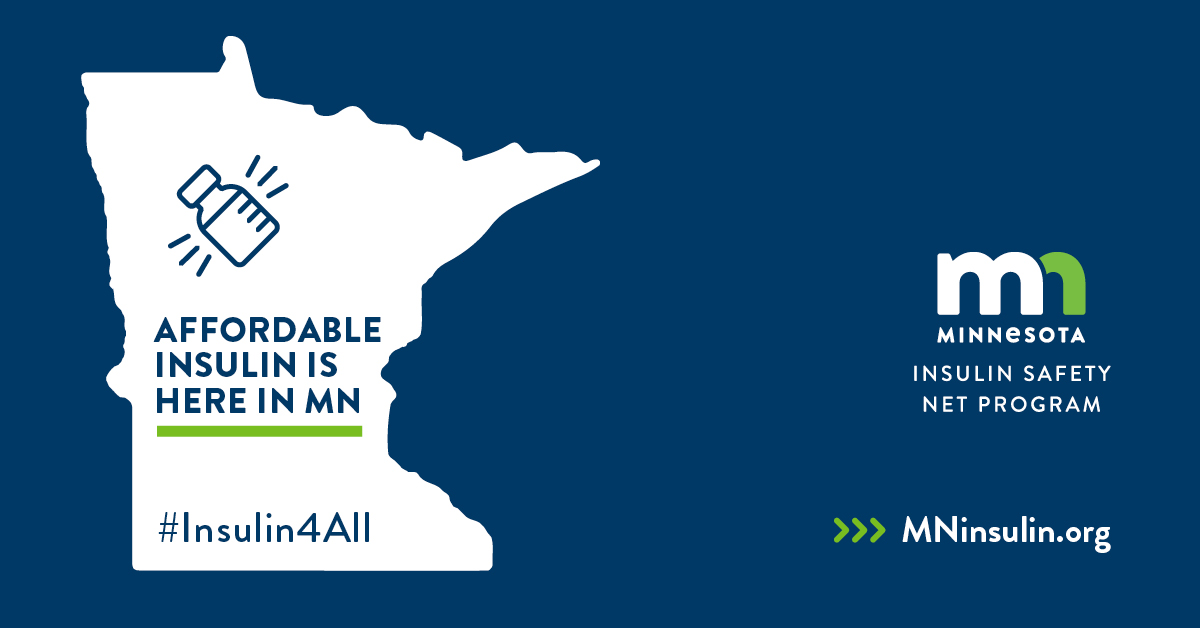 AFFORDABLE
INSULIN IS
HERE IN MN
#Insulin4All
mn
MINNeSOTA
INSULIN SAFETY
NET PROGRAM
>>> MNinsulin.org